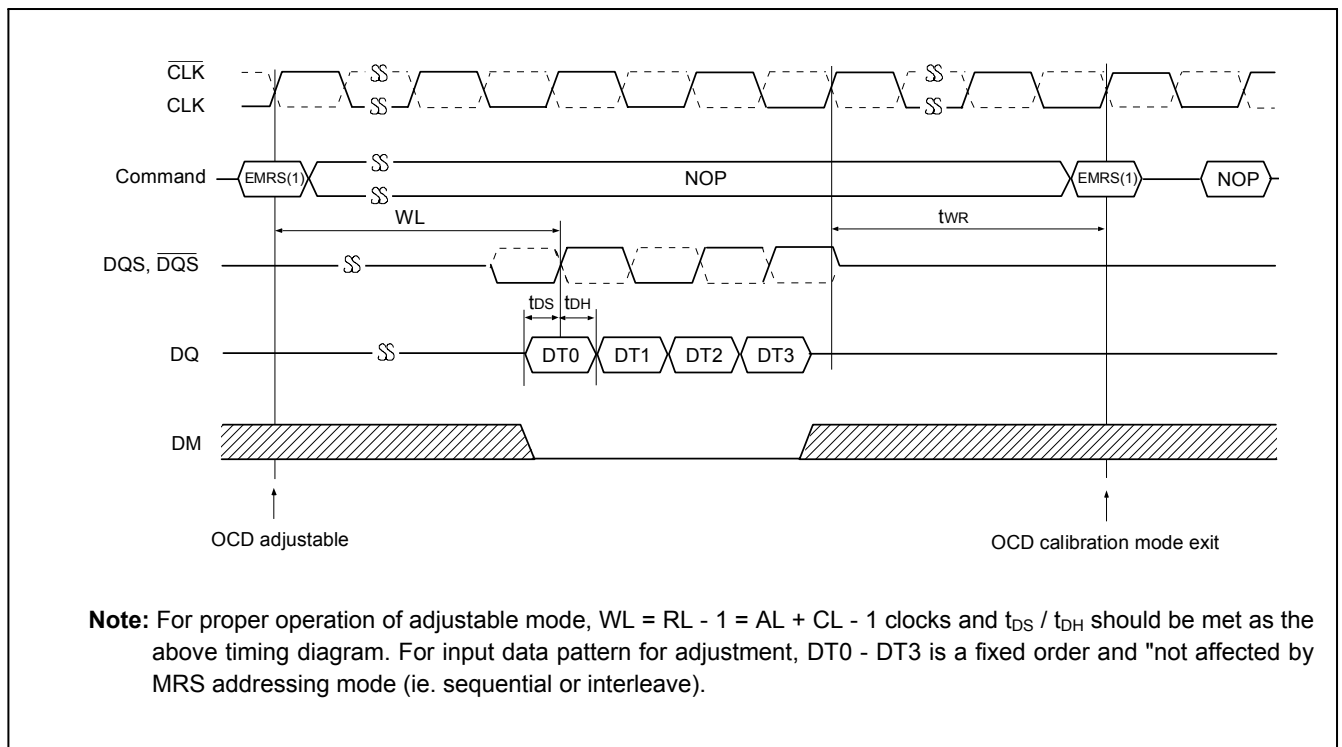 CLK
CLK
Command
EMRS(1)
NOP
EMRS(1)
NOP
WL
tWR
DQS, DQS
tDS tDH
DQ
DT0 DT1 DT2 DT3
DM
OCD adjustable
OCD calibration mode exit
Note: For proper operation of adjustable mode, WL = RL - 1 = AL + CL - 1 clocks and tDS / tDH should be met as the
above timing diagram. For input data pattern for adjustment, DT0 - DT3 is a fixed order and "not affected by
MRS addressing mode (ie. sequential or interleave).